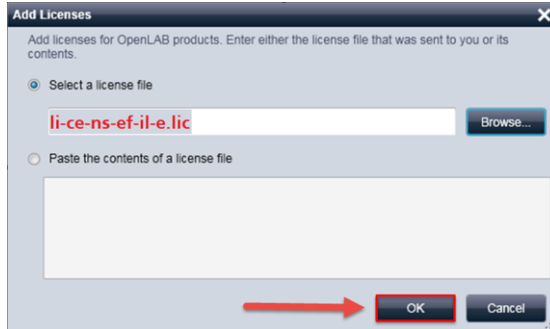 Add Licenses
Add licenses for OpenLAB products. Enter either the license file that was sent to you or its
contents.
Select a license file
li-ce-ns-ef-il-e.lic
Browse...
Paste the contents of a license file
OK
Cancel